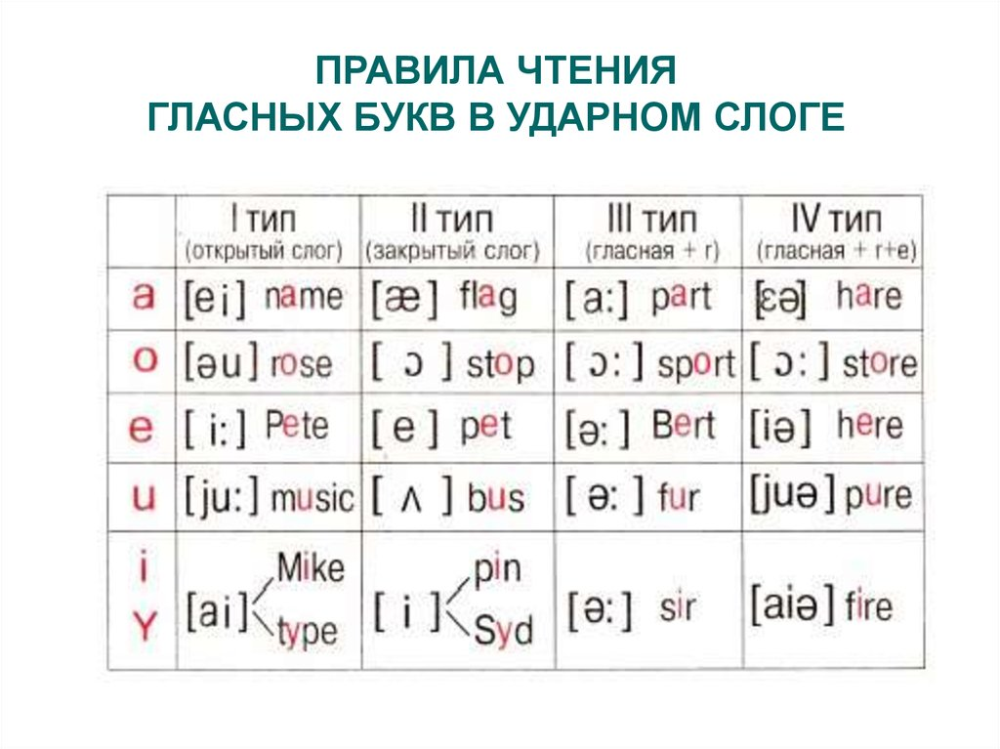 ПРАВИЛА ЧТЕНИЯ
ГЛАСНЫХ БУКВ В УДАРНОМ СЛОГЕ
I тип II тип III тип IV тип
(открытый слог) (закрытый слог) (гласная + r) (гласная + r+e)
a [ei] name [æ] flag [a:] part [ɛə] hare
o [əu] rose [ɔ] stop [ɔ:] sport [ɔ:] store
e [i:] Pete [e] pet [ə:] Bert [iə] here
u [ju:] music [ʌ] bus [ə:] fur [juə] pure
i Mike pin
[ai] [i] [ə:] sir [aiə] fire
Y type Syd